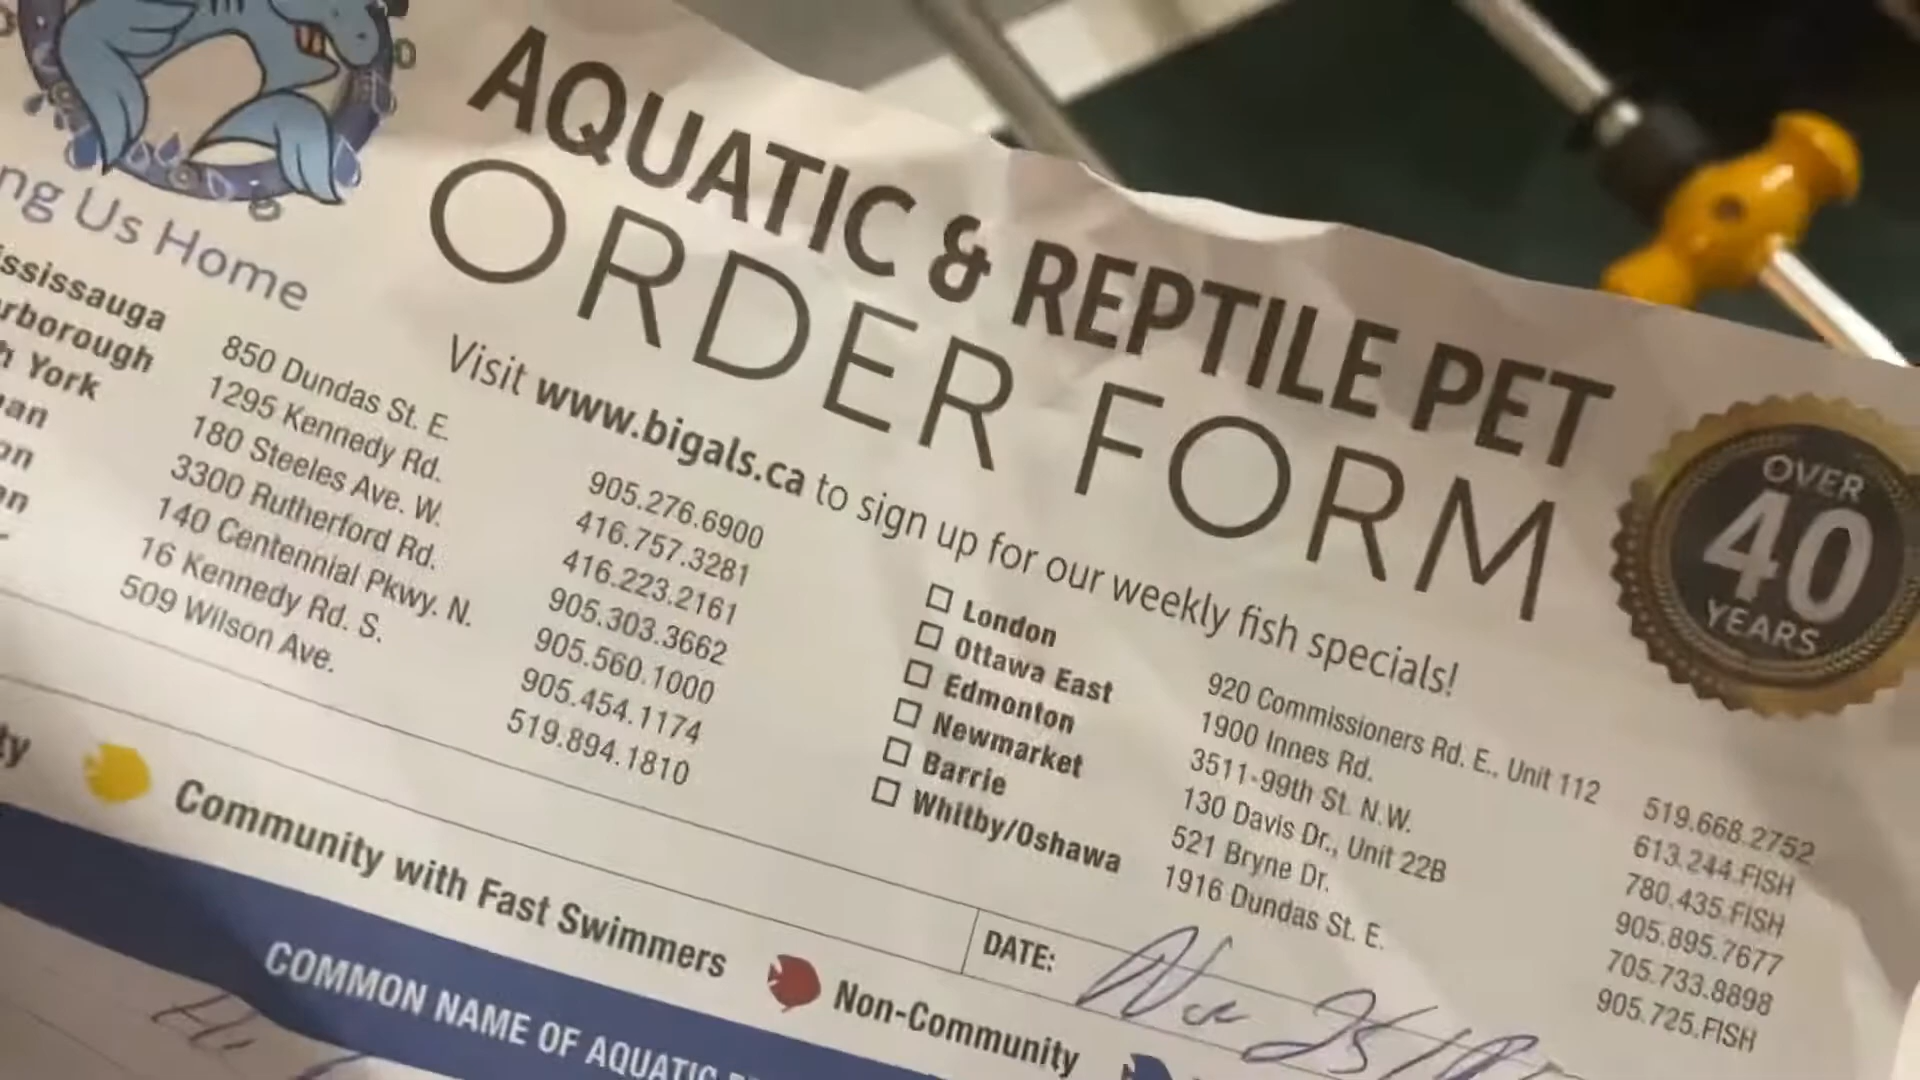 AQUATIC & REPTILE PET
ORDER FORM
Us Home
Visit www.bigals.ca to sign up for our weekly fish specials!
OVER
40
YEARS
850 Dundas St. E. 905.276.6900
York 1295 Kennedy Rd. 416.757.3281
180 Steeles Ave. W. 416.223.2161
3300 Rutherford Rd. 905.303.3662
140 Centennial Pkwy. N. 905.560.1000
16 Kennedy Rd. S. 905.454.1174
509 Wilson Ave. 519.894.1810
London 920 Commissioners Rd. E., Unit 112 519.668.2752
Ottawa East 1900 Innes Rd. 613.244.FISH
Edmonton 3511-99th St. N.W. 780.435.FISH
Newmarket 130 Davis Dr., Unit 22B 905.895.7677
Barrie 521 Bryne Dr. 705.733.8898
Whitby/Oshawa 1916 Dundas St. E. 905.725.FISH
DATE: Nov 25/
Community with Fast Swimmers Non-Community
COMMON NAME OF AQUATIC